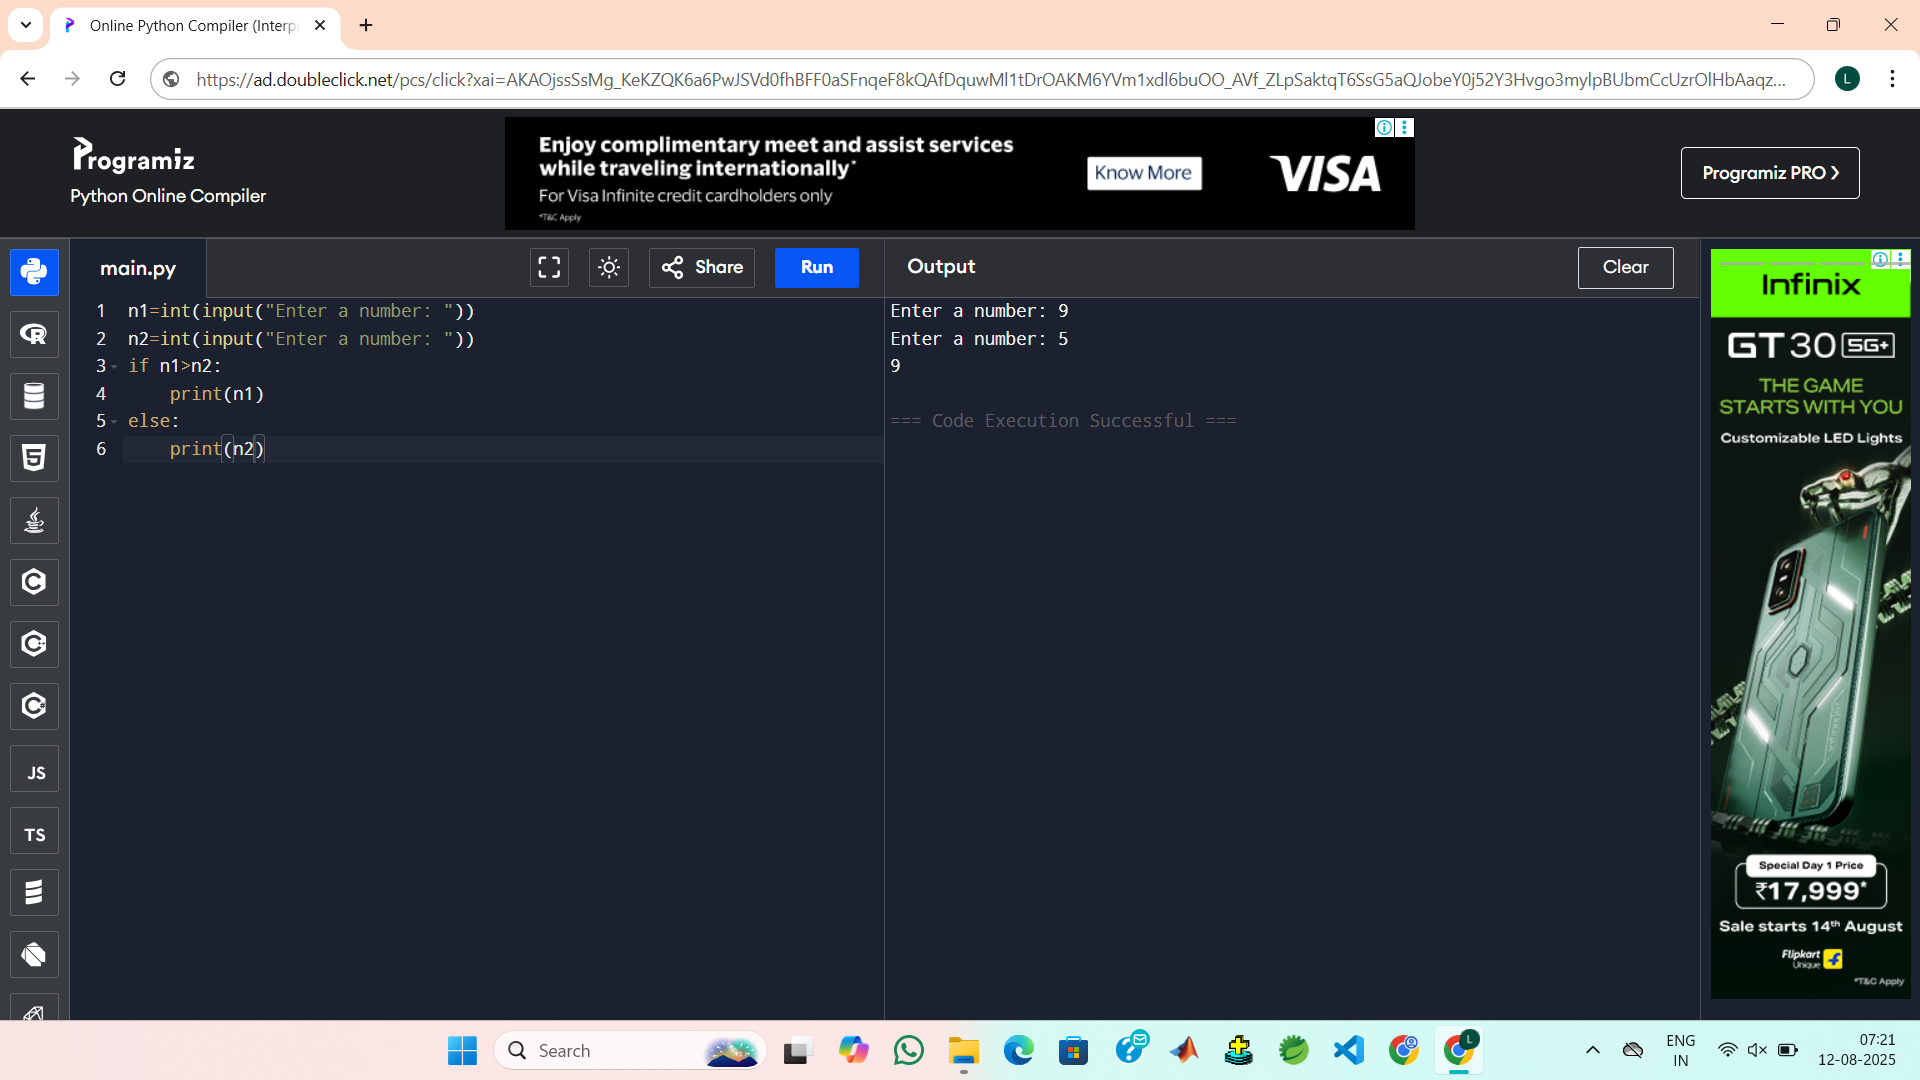 Online Python Compiler (Interp
https://ad.doubleclick.net/pcs/click?xai=AKAOjssSsMg_KeKZQK6a6PwJSVd0fhBFF0aSFnqeF8kQAfDquwMl1tDrOAKM6YVm1xdl6buOO_AVf_ZLpSaktqT6SsG5aQJobeY0j52Y3Hvgo3mylpBUbmCcUzrOlHbAaqz...
L
Programiz
Python Online Compiler
Enjoy complimentary meet and assist services
while traveling internationally*
For Visa Infinite credit cardholders only
*T&C Apply
Know More
VISA
Programiz PRO
main.py
Share
Run
Output
Clear
1 n1=int(input("Enter a number: "))
2 n2=int(input("Enter a number: "))
3 if n1>n2:
4 print(n1)
5 else:
6 print(n2)
Enter a number: 9
Enter a number: 5
9
=== Code Execution Successful ===
JS
TS
Infinix
GT 30 5G+
THE GAME
STARTS WITH YOU
Customizable LED Lights
Special Day 1 Price
₹17,999*
Sale starts 14th August
Flipkart
Unique
*T&C Apply
Search
L
ENG
IN
07:21
12-08-2025